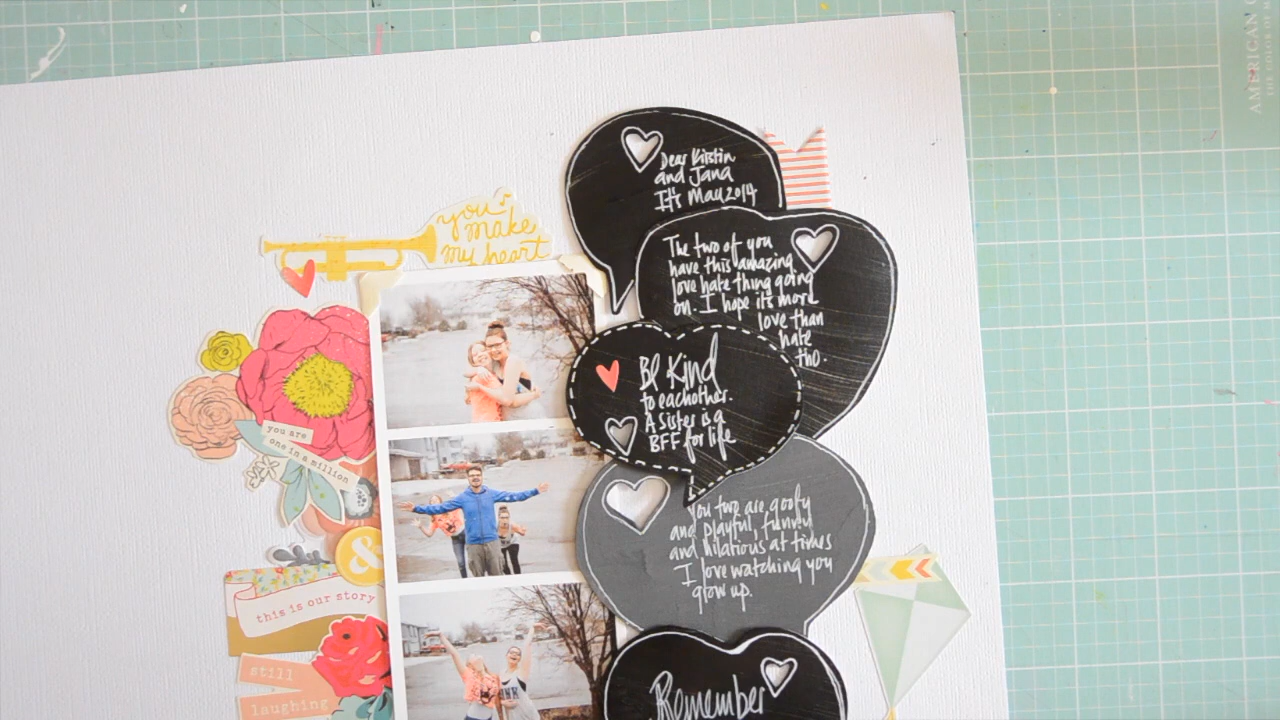 you make
my heart
Dear Kirstin
and Jana
It's May 2014
The two of you
have this amazing
love hate thing going
on. I hope it's more
love than
hate
tho.
BE Kind
to eachother.
A sister is a
BFF for life
you are
one in a million
You two are goofy
and playful, funny
and hilarious at times
I love watching you
grow up.
&
this is our story
still
laughing
Remember
AMERICAN